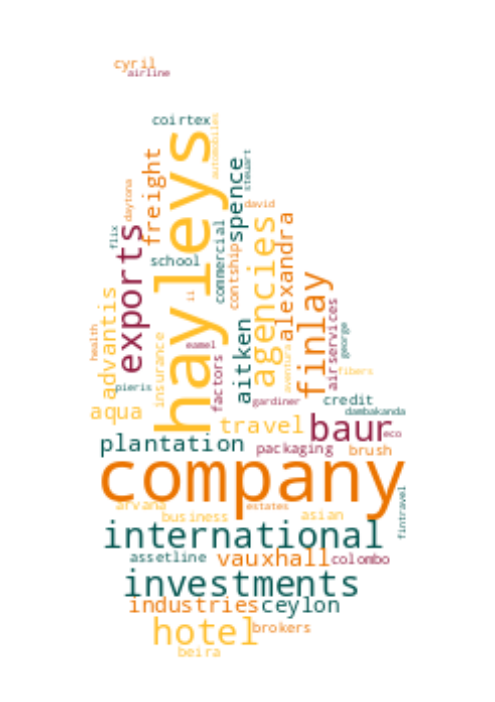 cyril
airline
coirtex
automobiles
hayleys
freight
spence
steuart
daytona
david
exports
flix
commercial
contship
agencies
alexandra
school
finlay
ii
advantis
health
insurance
eamel
factors
aitken
aventura
airservices
george
pieris
fibers
aqua
gardiner
credit
dambakanda
travel
baur
eco
plantation
packaging
brush
company
arvana
estates
business
asian
fintravel
international
assetline
vauxhall
colombo
investments
industries
ceylon
hotel
brokers
beira